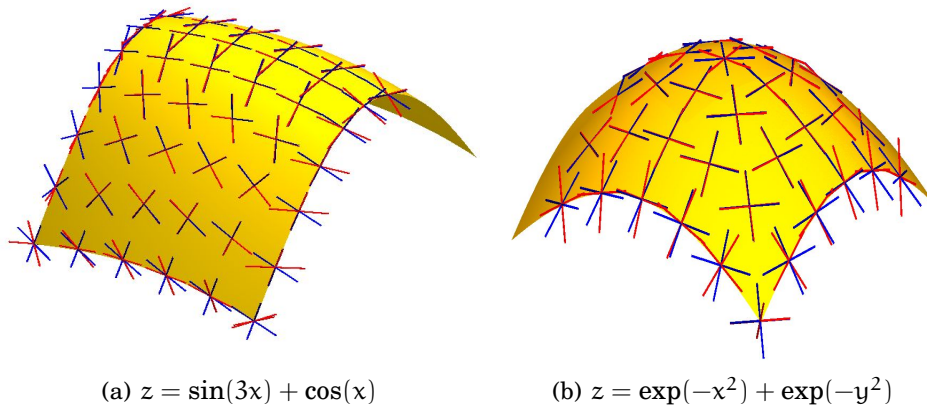 (a) z = sin(3x) + cos(x)
(b) z = exp(−x²) + exp(−y²)